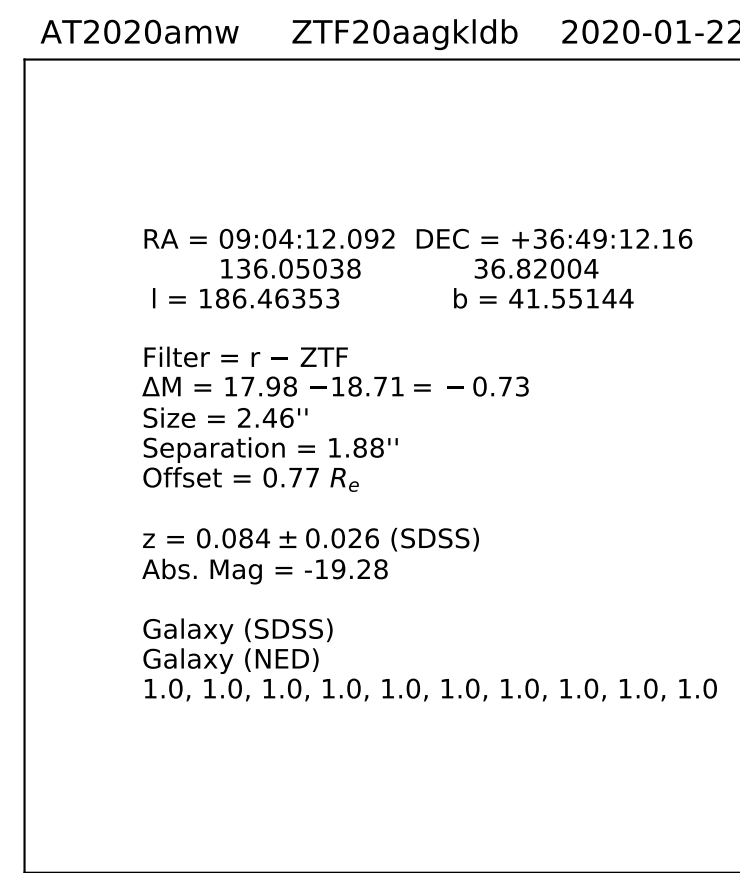 AT2020amw ZTF20aagkldb 2020-01-22
RA = 09:04:12.092 DEC = +36:49:12.16
136.05038 36.82004
l = 186.46353 b = 41.55144
Filter = r − ZTF
ΔM = 17.98 −18.71 = − 0.73
Size = 2.46''
Separation = 1.88''
Offset = 0.77 Re
z = 0.084 ± 0.026 (SDSS)
Abs. Mag = -19.28
Galaxy (SDSS)
Galaxy (NED)
1.0, 1.0, 1.0, 1.0, 1.0, 1.0, 1.0, 1.0, 1.0, 1.0